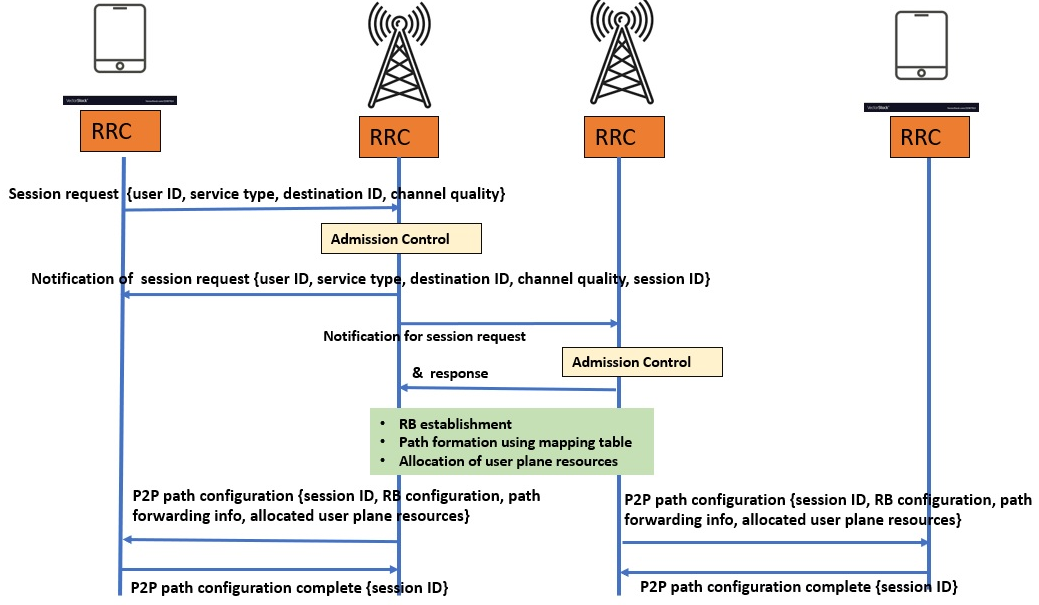 VectorStock®
VectorStock®
RRC
RRC
RRC
RRC
Session request {user ID, service type, destination ID, channel quality}
Admission Control
Notification of session request {user ID, service type, destination ID, channel quality, session ID}
Notification for session request
Admission Control
& response
• RB establishment
• Path formation using mapping table
• Allocation of user plane resources
P2P path configuration {session ID, RB configuration, path
forwarding info, allocated user plane resources}
P2P path configuration {session ID, RB configuration, path
forwarding info, allocated user plane resources}
P2P path configuration complete {session ID}
P2P path configuration complete {session ID}